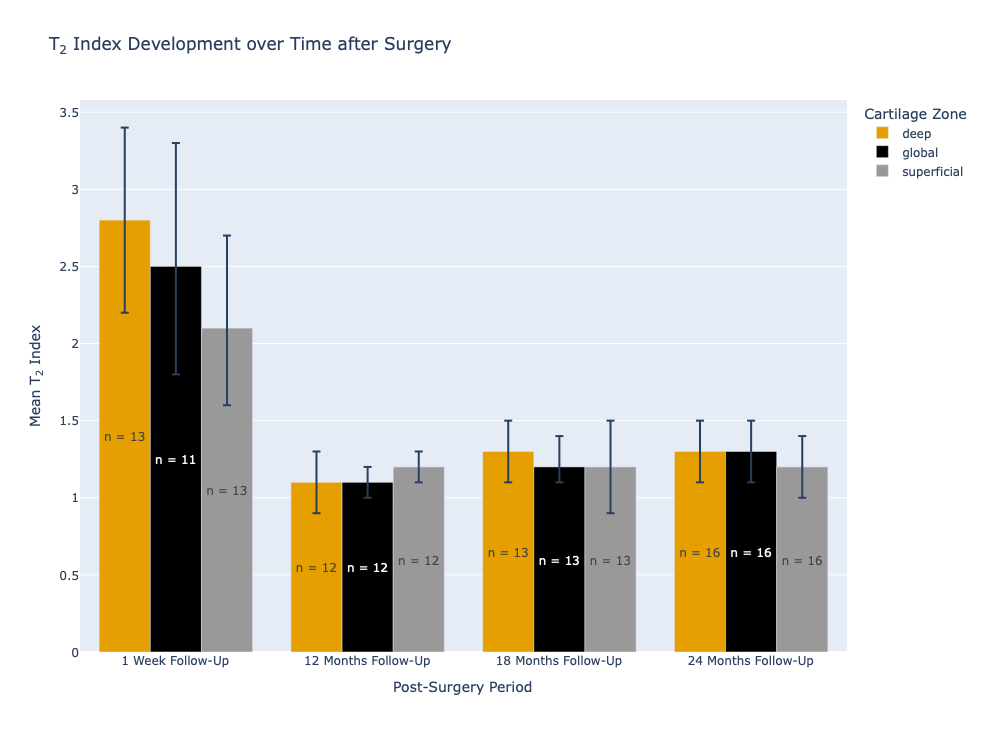 T₂ Index Development over Time after Surgery
Cartilage Zone
deep
global
superficial
Mean T₂ Index
3.5
3
2.5
2
1.5
1
0.5
0
n = 13
n = 11
n = 13
n = 12
n = 12
n = 12
n = 13
n = 13
n = 13
n = 16
n = 16
n = 16
1 Week Follow-Up
12 Months Follow-Up
18 Months Follow-Up
24 Months Follow-Up
Post-Surgery Period